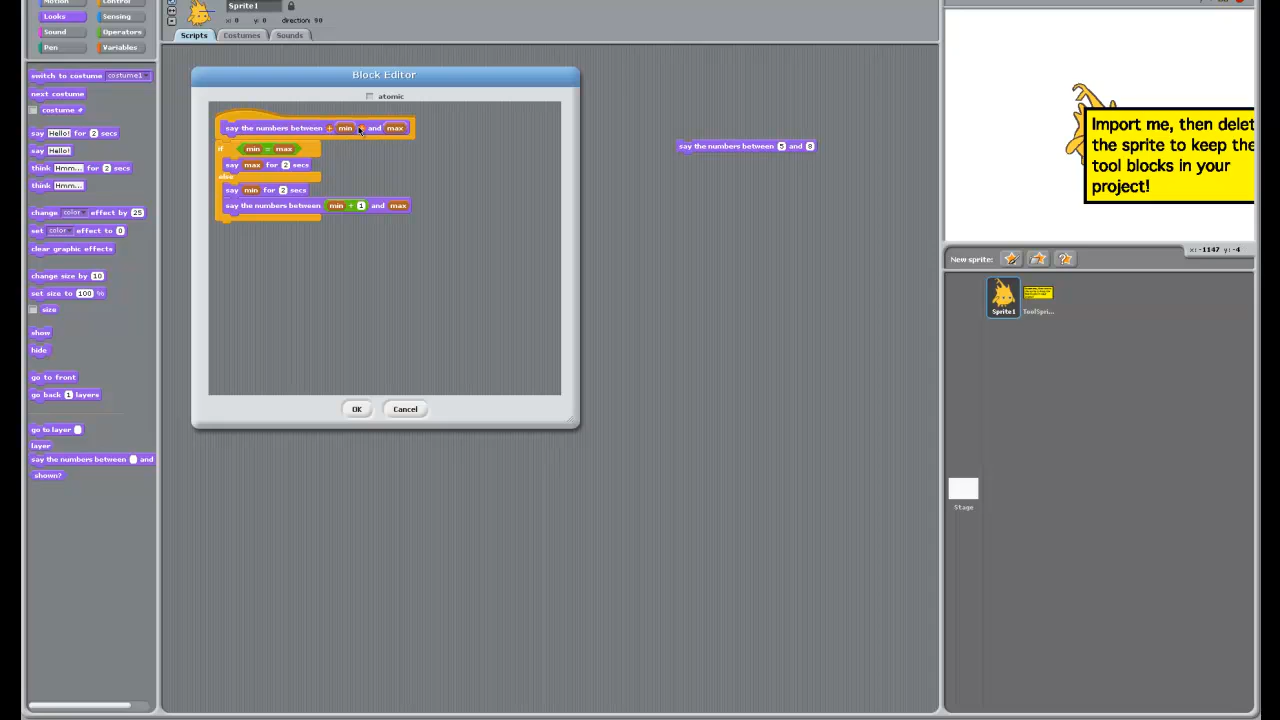 Motion Control
Looks Sensing
Sound Operators
Pen Variables
Sprite1
x: 0 y: 0 direction: 90
Scripts Costumes Sounds
switch to costume costume1
next costume
costume #
say Hello! for 2 secs
say Hello!
think Hmm... for 2 secs
think Hmm...
change color effect by 25
set color effect to 0
clear graphic effects
change size by 10
set size to 100 %
size
show
hide
go to front
go back 1 layers
go to layer
layer
say the numbers between and
shown?
Block Editor
atomic
say the numbers between + min and max
if min = max
say max for 2 secs
else
say min for 2 secs
say the numbers between min + 1 and max
OK Cancel
say the numbers between 5 and 8
Import me, then delet
the sprite to keep the
tool blocks in your
project!
x: -1147 y: -4
New sprite:
Sprite1 ToolSpri...
Stage